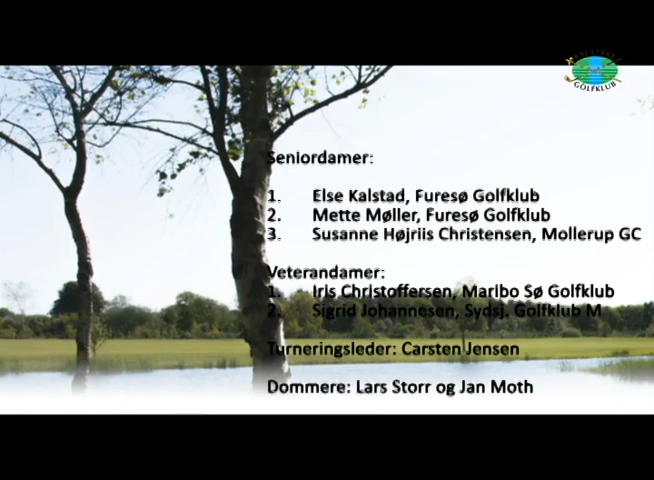 GOLFKLUB
Seniordamer:
1. Else Kalstad, Furesø Golfklub
2. Mette Møller, Furesø Golfklub
3. Susanne Højriis Christensen, Mollerup GC
Veterandamer:
1. Iris Christoffersen, Maribo Sø Golfklub
2. Sigrid Johannesen, Sydsj. Golfklub M
Turneringsleder: Carsten Jensen
Dommere: Lars Storr og Jan Moth